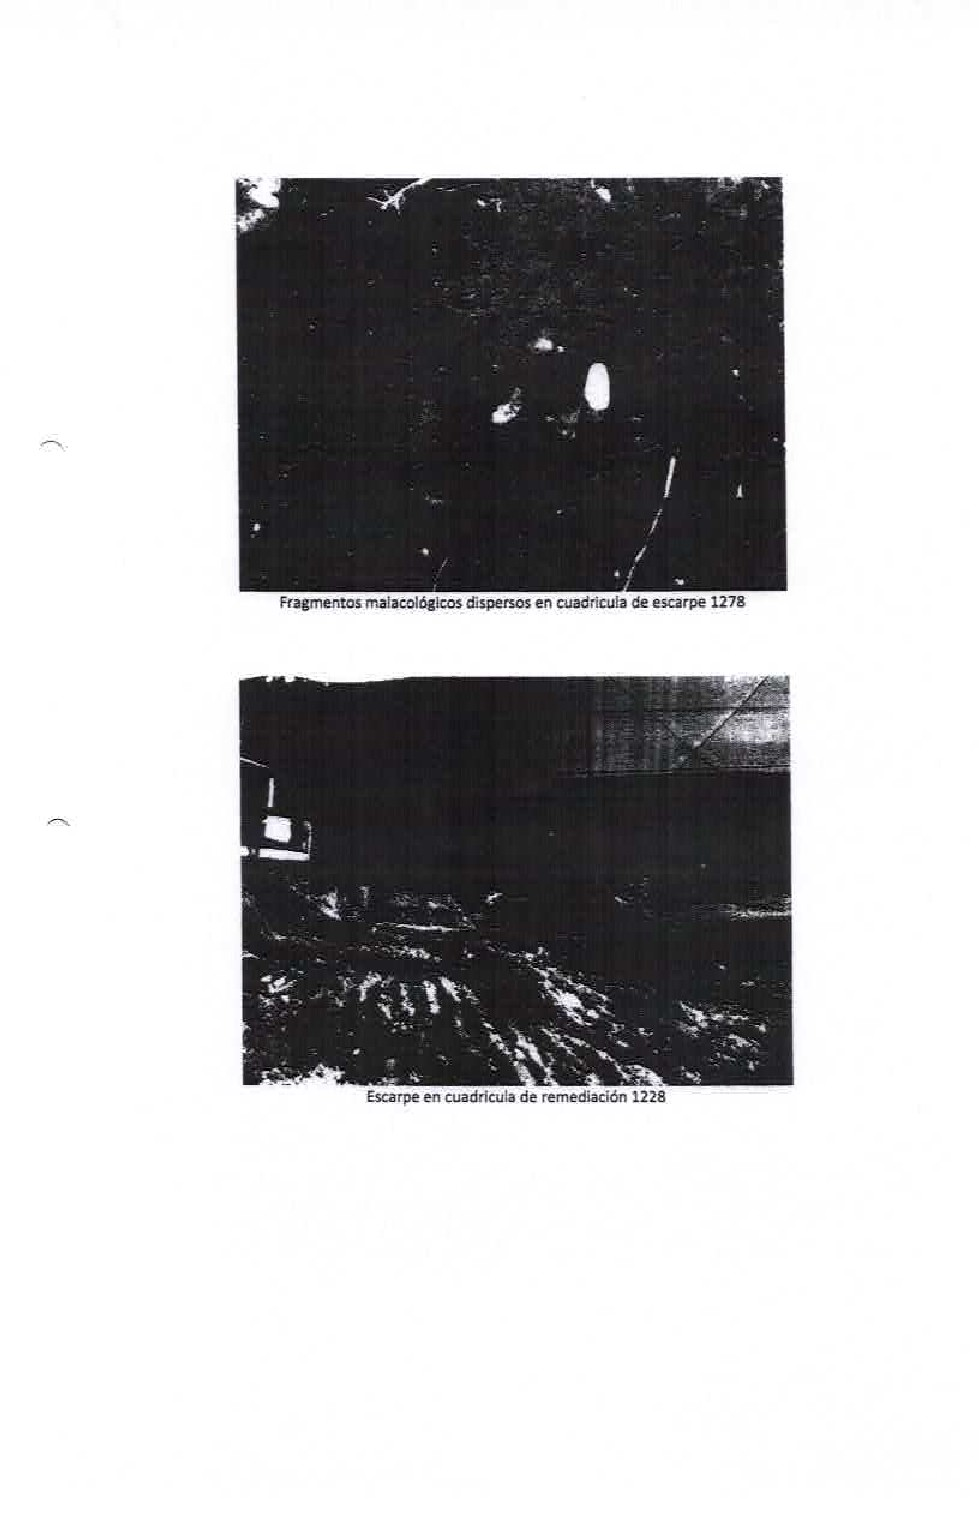 Fragmentos malacológicos dispersos en cuadricula de escarpe 1278
Escarpe en cuadricula de remediación 1228